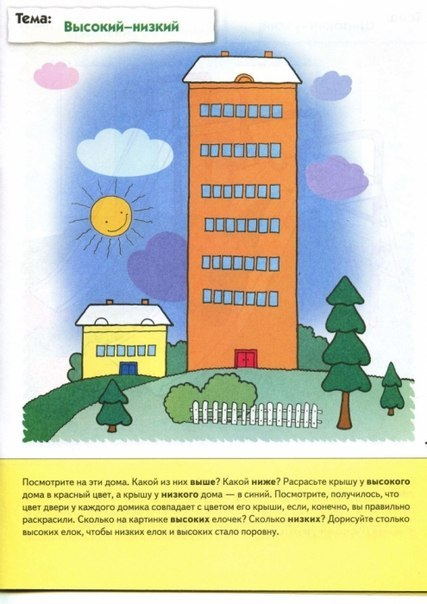 Тема:
Высокий–низкий
Посмотрите на эти дома. Какой из них выше? Какой ниже? Расрасьте крышу у высокого
дома в красный цвет, а крышу у низкого дома — в синий. Посмотрите, получилось, что
цвет двери у каждого домика совпадает с цветом его крыши, если, конечно, вы правильно
раскрасили. Сколько на картинке высоких елочек? Сколько низких? Дорисуйте столько
высоких елок, чтобы низких елок и высоких стало поровну.